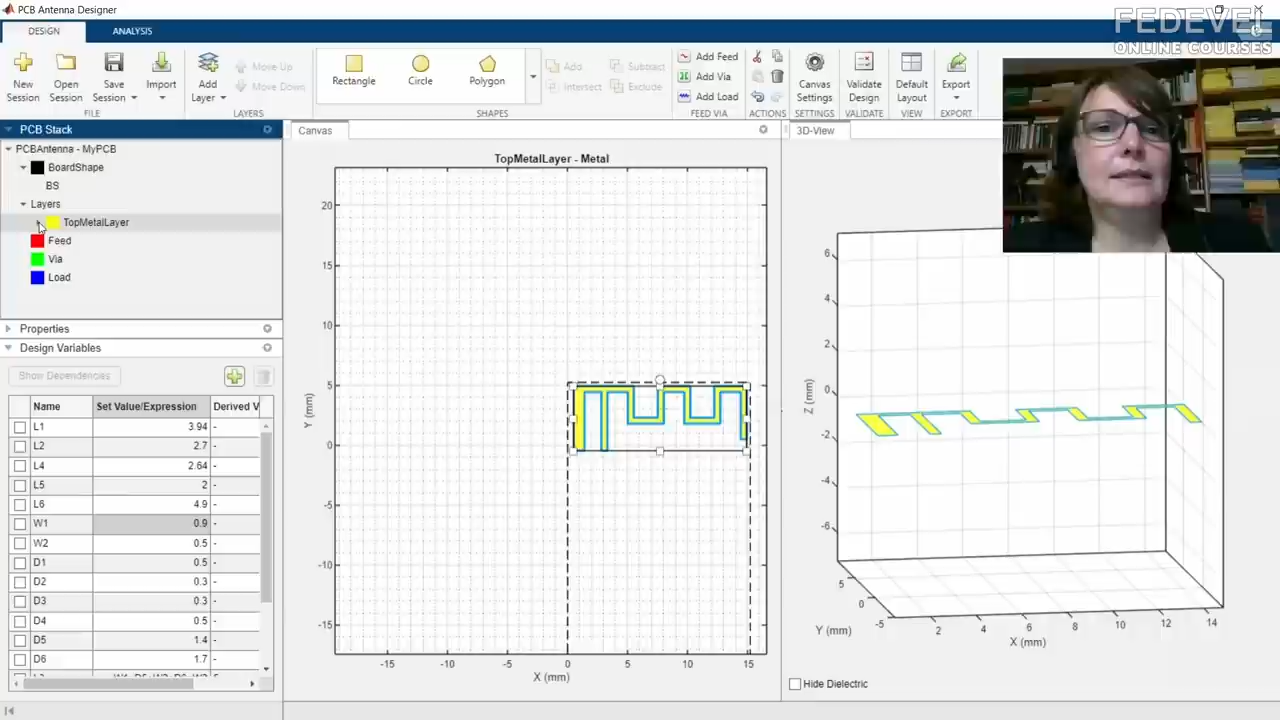 PCB Antenna Designer
FEDEVEL
ONLINE COURSES
DESIGN
ANALYSIS
New Session
Open Session
Save Session
Import
FILE
Add Layer
Move Up
Move Down
LAYERS
Rectangle
Circle
Polygon
Add
Subtract
Intersect
Exclude
SHAPES
Add Feed
Add Via
Add Load
FEED VIA
ACTIONS
Canvas Settings
SETTINGS
Validate Design
VALIDATE
Default Layout
VIEW
Export
EXPORT
PCB Stack
PCBAntenna - MyPCB
BoardShape
BS
Layers
TopMetalLayer
Feed
Via
Load
Properties
Design Variables
Show Dependencies
Name Set Value/Expression Derived V
L1 3.94 -
L2 2.7 -
L4 2.64 -
L5 2 -
L6 4.9 -
W1 0.9 -
W2 0.5 -
D1 0.5 -
D2 0.3 -
D3 0.3 -
D4 0.5 -
D5 1.4 -
D6 1.7 -
Canvas
TopMetalLayer - Metal
20
15
10
5
0
-5
-10
-15
Y (mm)
-15 -10 -5 0 5 10 15
X (mm)
3D-View
6
4
2
0
-2
-4
-6
Z (mm)
5
0
-5
Y (mm)
2 4 6 8 10 12 14
X (mm)
Hide Dielectric